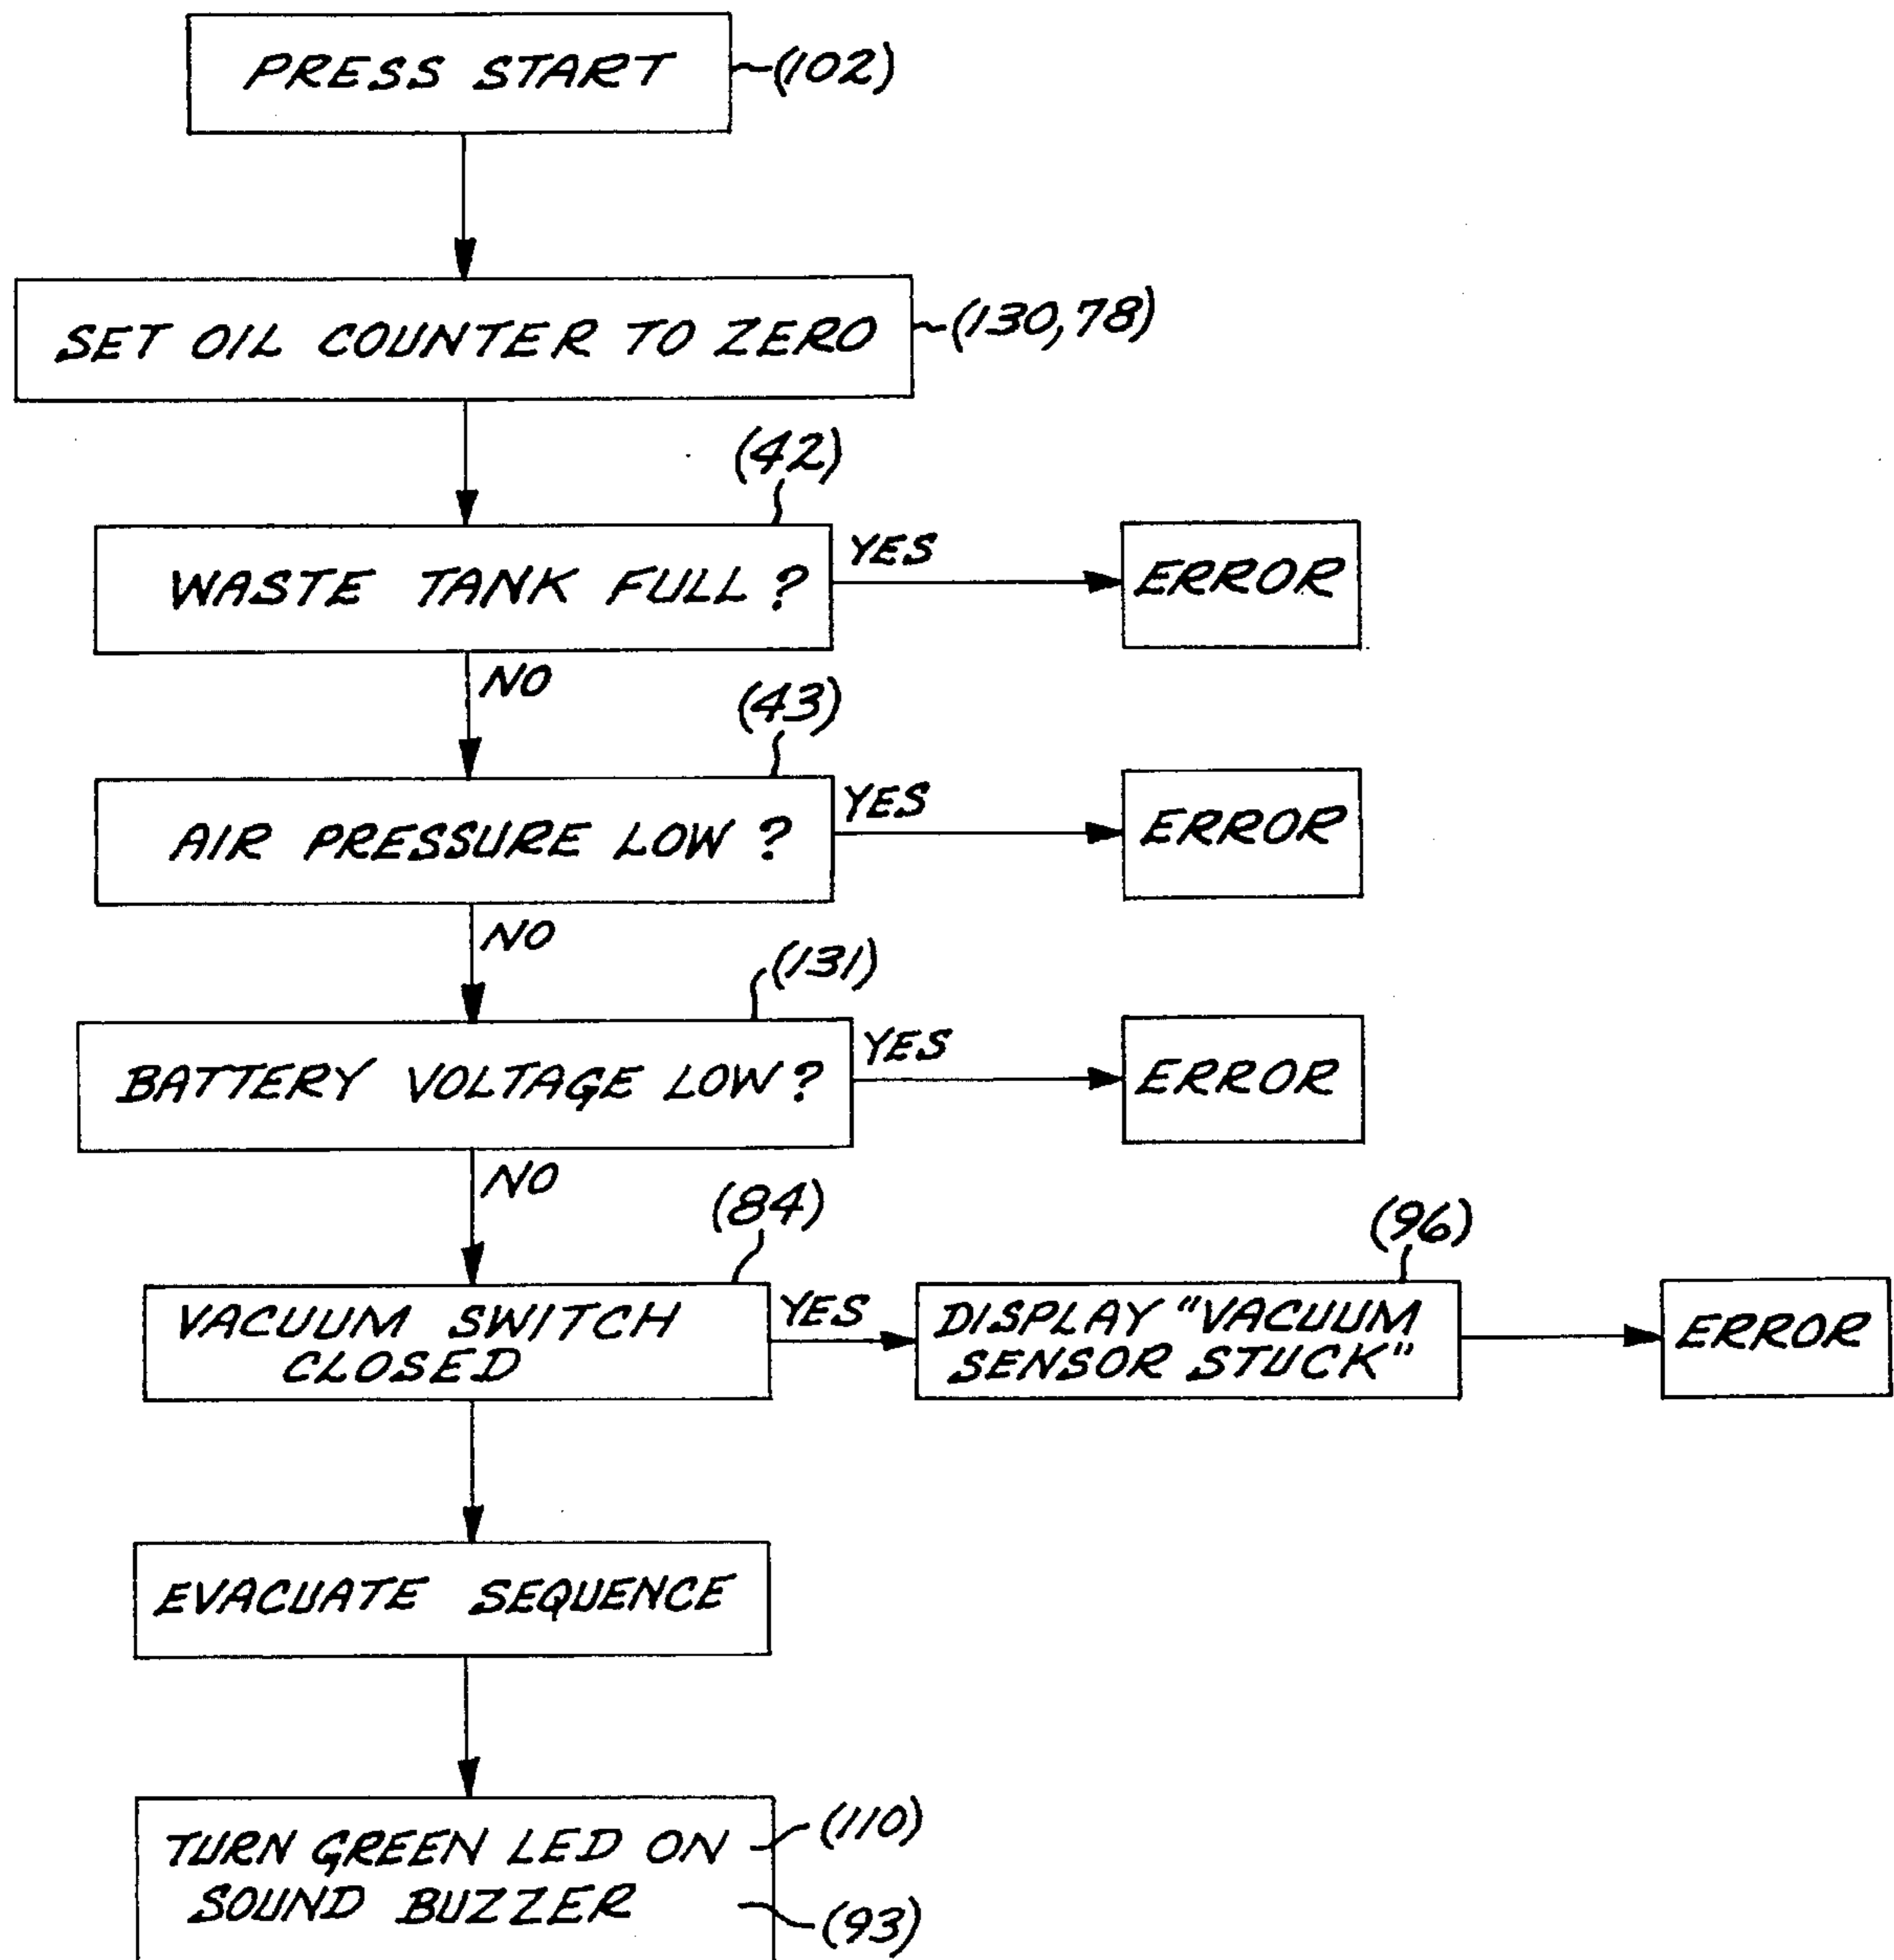 PRESS START
(102)
SET OIL COUNTER TO ZERO
(130,78)
(42)
WASTE TANK FULL ?
YES
ERROR
NO
(43)
AIR PRESSURE LOW ?
YES
ERROR
NO
(131)
BATTERY VOLTAGE LOW ?
YES
ERROR
NO
(84)
VACUUM SWITCH
CLOSED
YES
(96)
DISPLAY "VACUUM
SENSOR STUCK"
ERROR
EVACUATE SEQUENCE
TURN GREEN LED ON
(110)
SOUND BUZZER
(93)